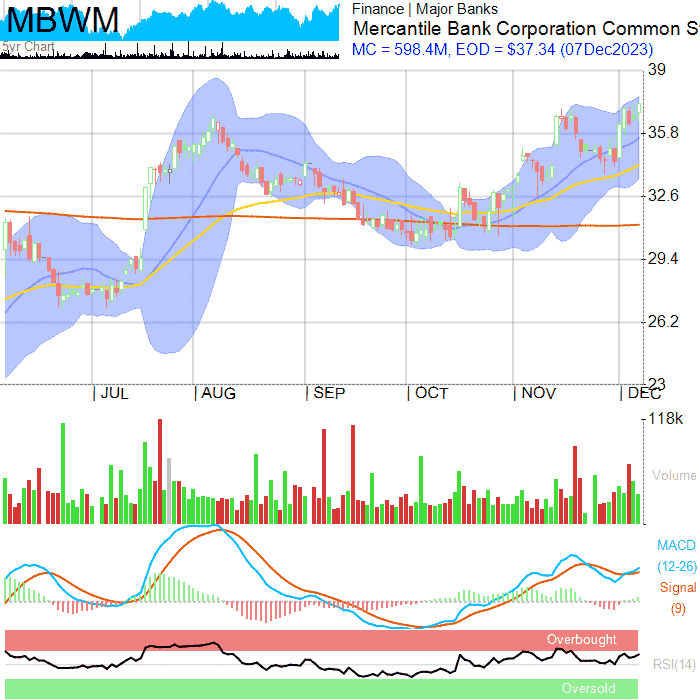 MBWM
5yr Chart
Finance | Major Banks
Mercantile Bank Corporation Common S
MC = 598.4M, EOD = $37.34 (07Dec2023)
39
35.8
32.6
29.4
26.2
23
| JUL | AUG | SEP | OCT | NOV | DEC
118k
Volume
MACD
(12-26)
Signal
(9)
Overbought
RSI(14)
Oversold